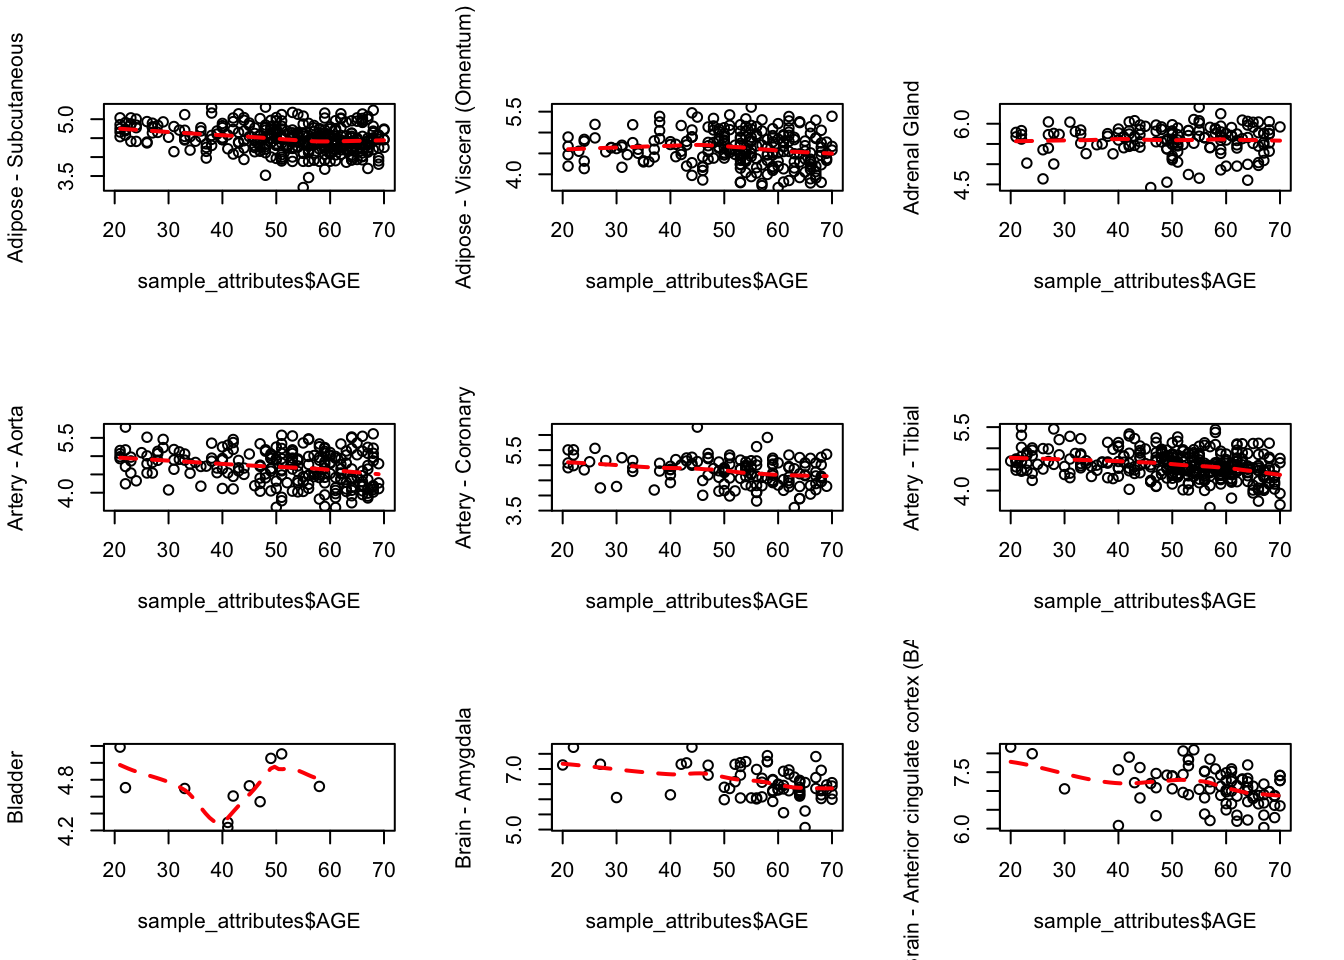 Adipose - Subcutaneous
3.5 5.0
20 30 40 50 60 70
sample_attributes$AGE
Adipose - Visceral (Omentum)
4.0 5.5
20 30 40 50 60 70
sample_attributes$AGE
Adrenal Gland
4.5 6.0
20 30 40 50 60 70
sample_attributes$AGE
Artery - Aorta
4.0 5.5
20 30 40 50 60 70
sample_attributes$AGE
Artery - Coronary
3.5 5.5
20 30 40 50 60 70
sample_attributes$AGE
Artery - Tibial
4.0 5.5
20 30 40 50 60 70
sample_attributes$AGE
Bladder
4.2 4.8
20 30 40 50 60 70
sample_attributes$AGE
Brain - Amygdala
5.0 7.0
20 30 40 50 60 70
sample_attributes$AGE
rain - Anterior cingulate cortex (BA
6.0 7.5
20 30 40 50 60 70
sample_attributes$AGE